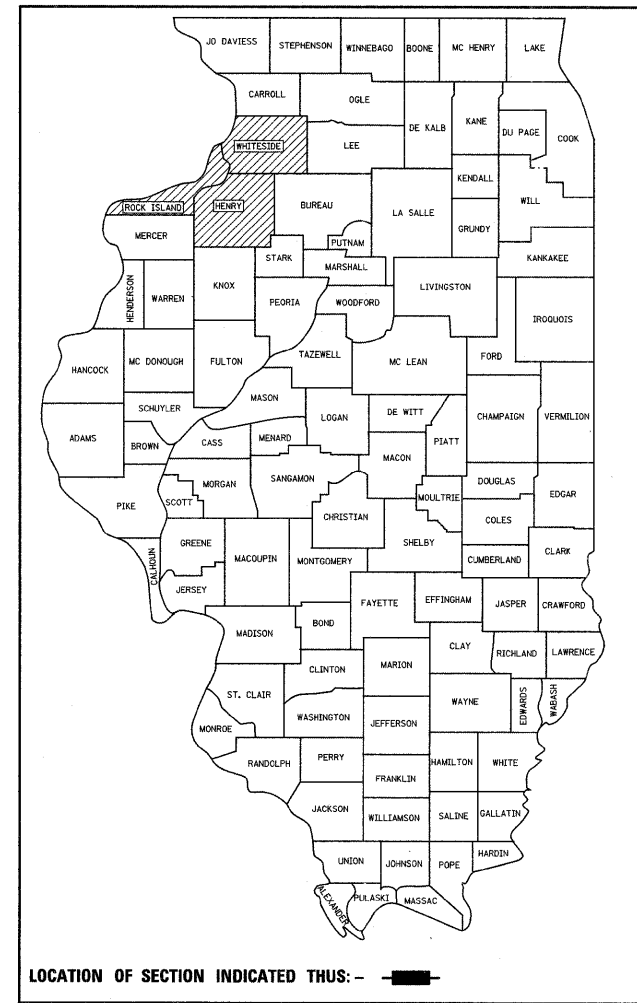 JO DAVIESS STEPHENSON WINNEBAGO BOONE MC HENRY LAKE
CARROLL OGLE DE KALB KANE DU PAGE COOK
WHITESIDE LEE
KENDALL WILL
ROCK ISLAND HENRY BUREAU LA SALLE GRUNDY
MERCER PUTNAM KANKAKEE
STARK MARSHALL LIVINGSTON
HENDERSON WARREN KNOX PEORIA WOODFORD IROQUOIS
HANCOCK MC DONOUGH FULTON TAZEWELL MC LEAN FORD
MASON
SCHUYLER LOGAN DE WITT CHAMPAIGN VERMILION
ADAMS BROWN CASS MENARD MACON PIATT
MORGAN SANGAMON DOUGLAS
PIKE SCOTT CHRISTIAN MOULTRIE COLES EDGAR
GREENE MACOUPIN MONTGOMERY SHELBY CUMBERLAND CLARK
CALHOUN JERSEY
FAYETTE EFFINGHAM JASPER CRAWFORD
MADISON BOND
CLINTON MARION CLAY RICHLAND LAWRENCE
ST. CLAIR WAYNE EDWARDS WABASH
MONROE WASHINGTON JEFFERSON
RANDOLPH PERRY HAMILTON WHITE
FRANKLIN
JACKSON WILLIAMSON SALINE GALLATIN
UNION JOHNSON POPE HARDIN
ALEXANDER PULASKI MASSAC
LOCATION OF SECTION INDICATED THUS: -